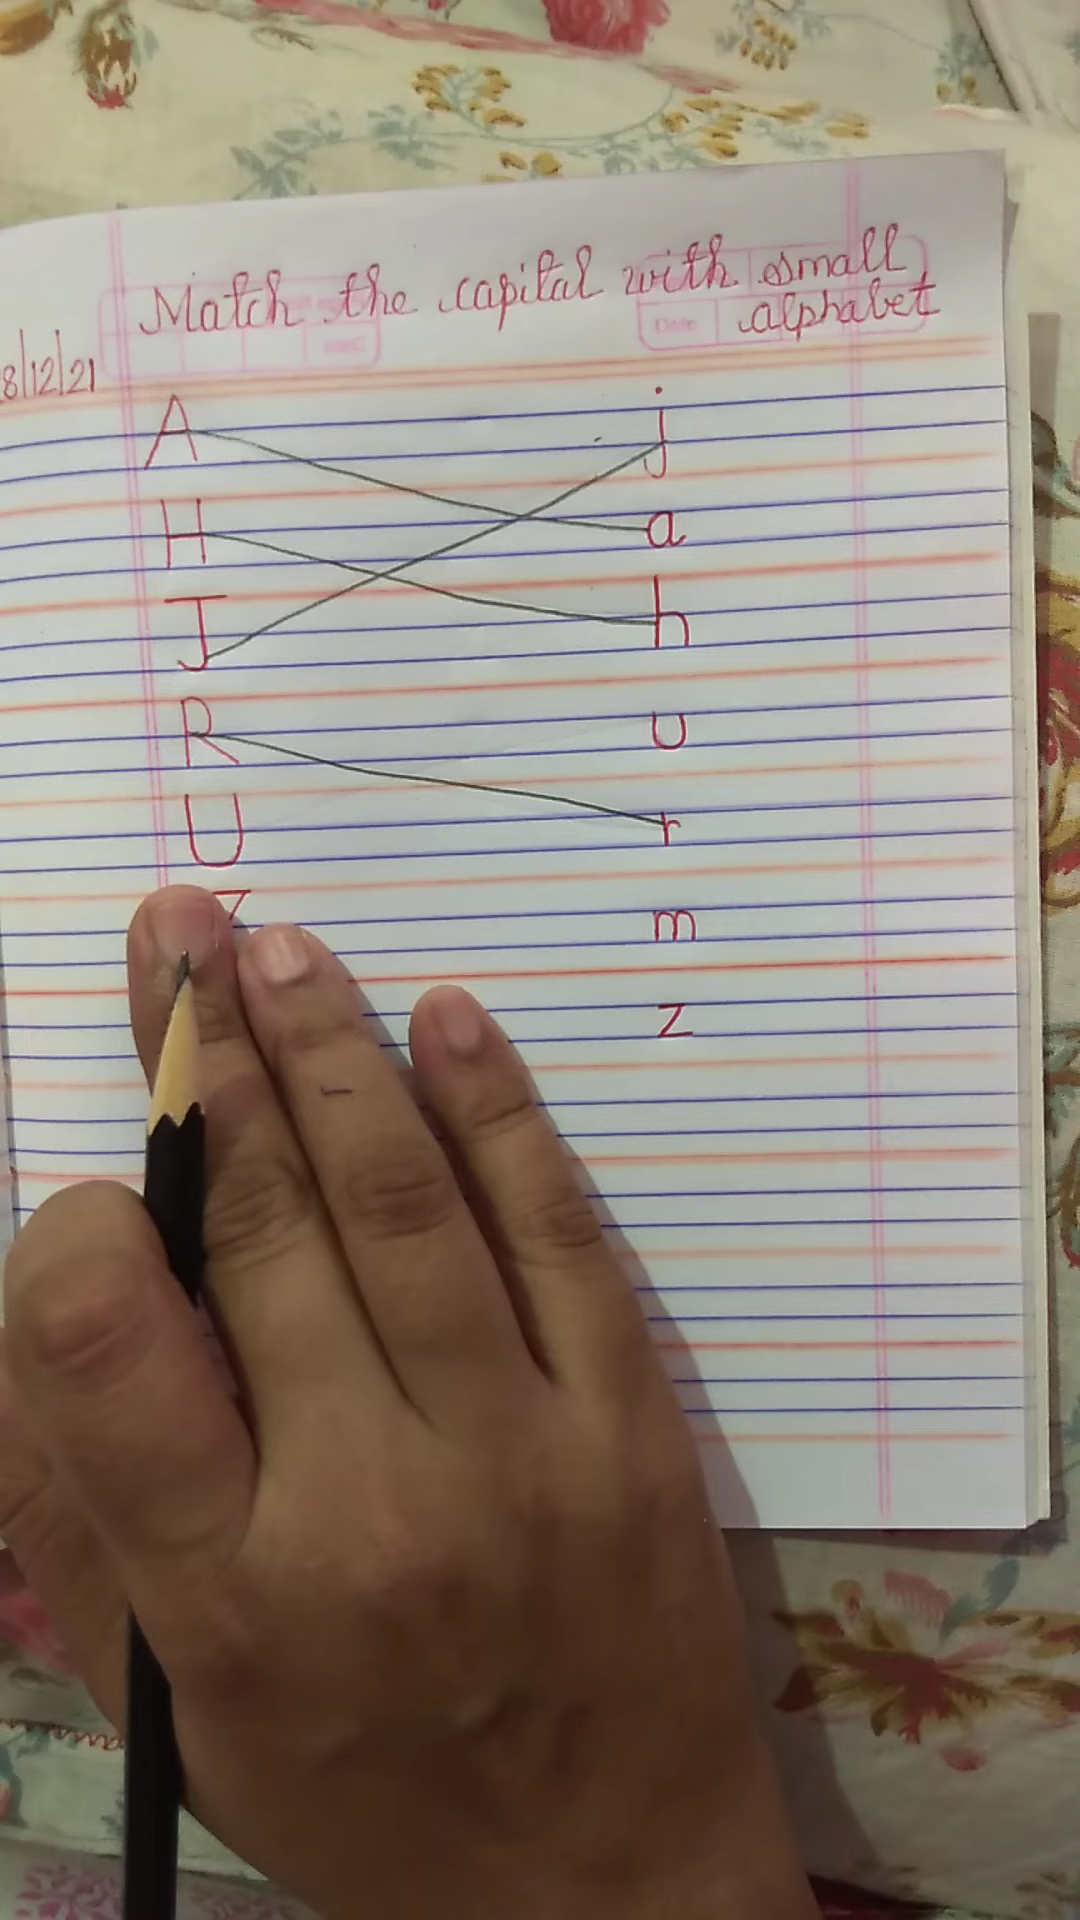 Match the capital with small
alphabet
8/12/21
A j
H a
J h
R u
U r
Z m
z